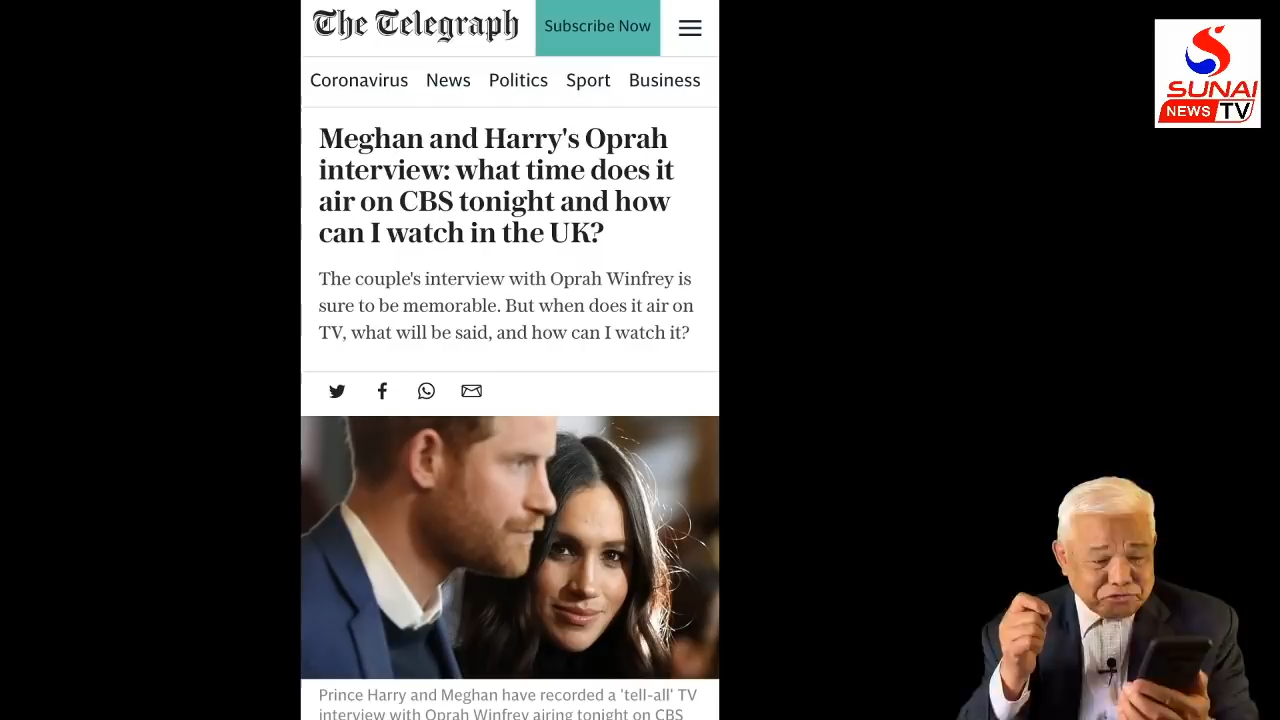 The Telegraph
Subscribe Now
Coronavirus News Politics Sport Business
Meghan and Harry's Oprah
interview: what time does it
air on CBS tonight and how
can I watch in the UK?
The couple's interview with Oprah Winfrey is
sure to be memorable. But when does it air on
TV, what will be said, and how can I watch it?
Prince Harry and Meghan have recorded a 'tell-all' TV
interview with Oprah Winfrey airing tonight on CBS
SUNAI
NEWS TV